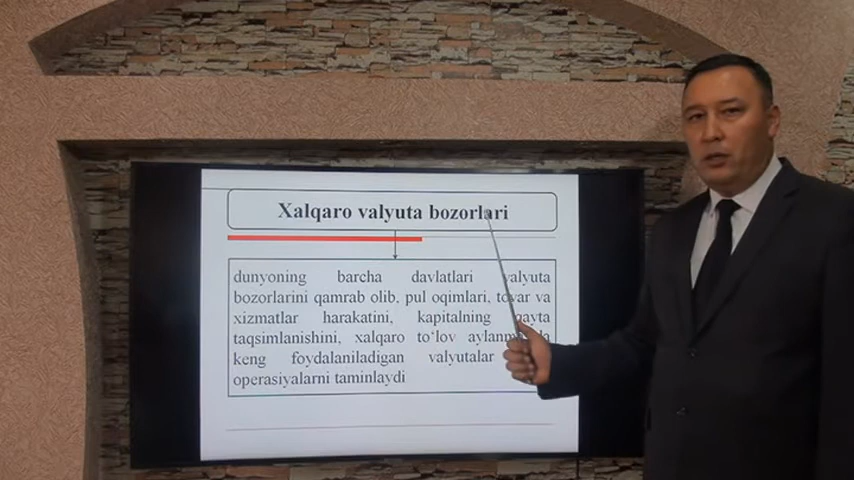 Xalqaro valyuta bozorlari
dunyoning barcha davlatlari valyuta
bozorlarini qamrab olib, pul oqimlari, tovar va
xizmatlar harakatini, kapitalning qayta
taqsimlanishini, xalqaro to‘lov
keng foydalaniladigan valyutalar
operasiyalarni taminlaydi